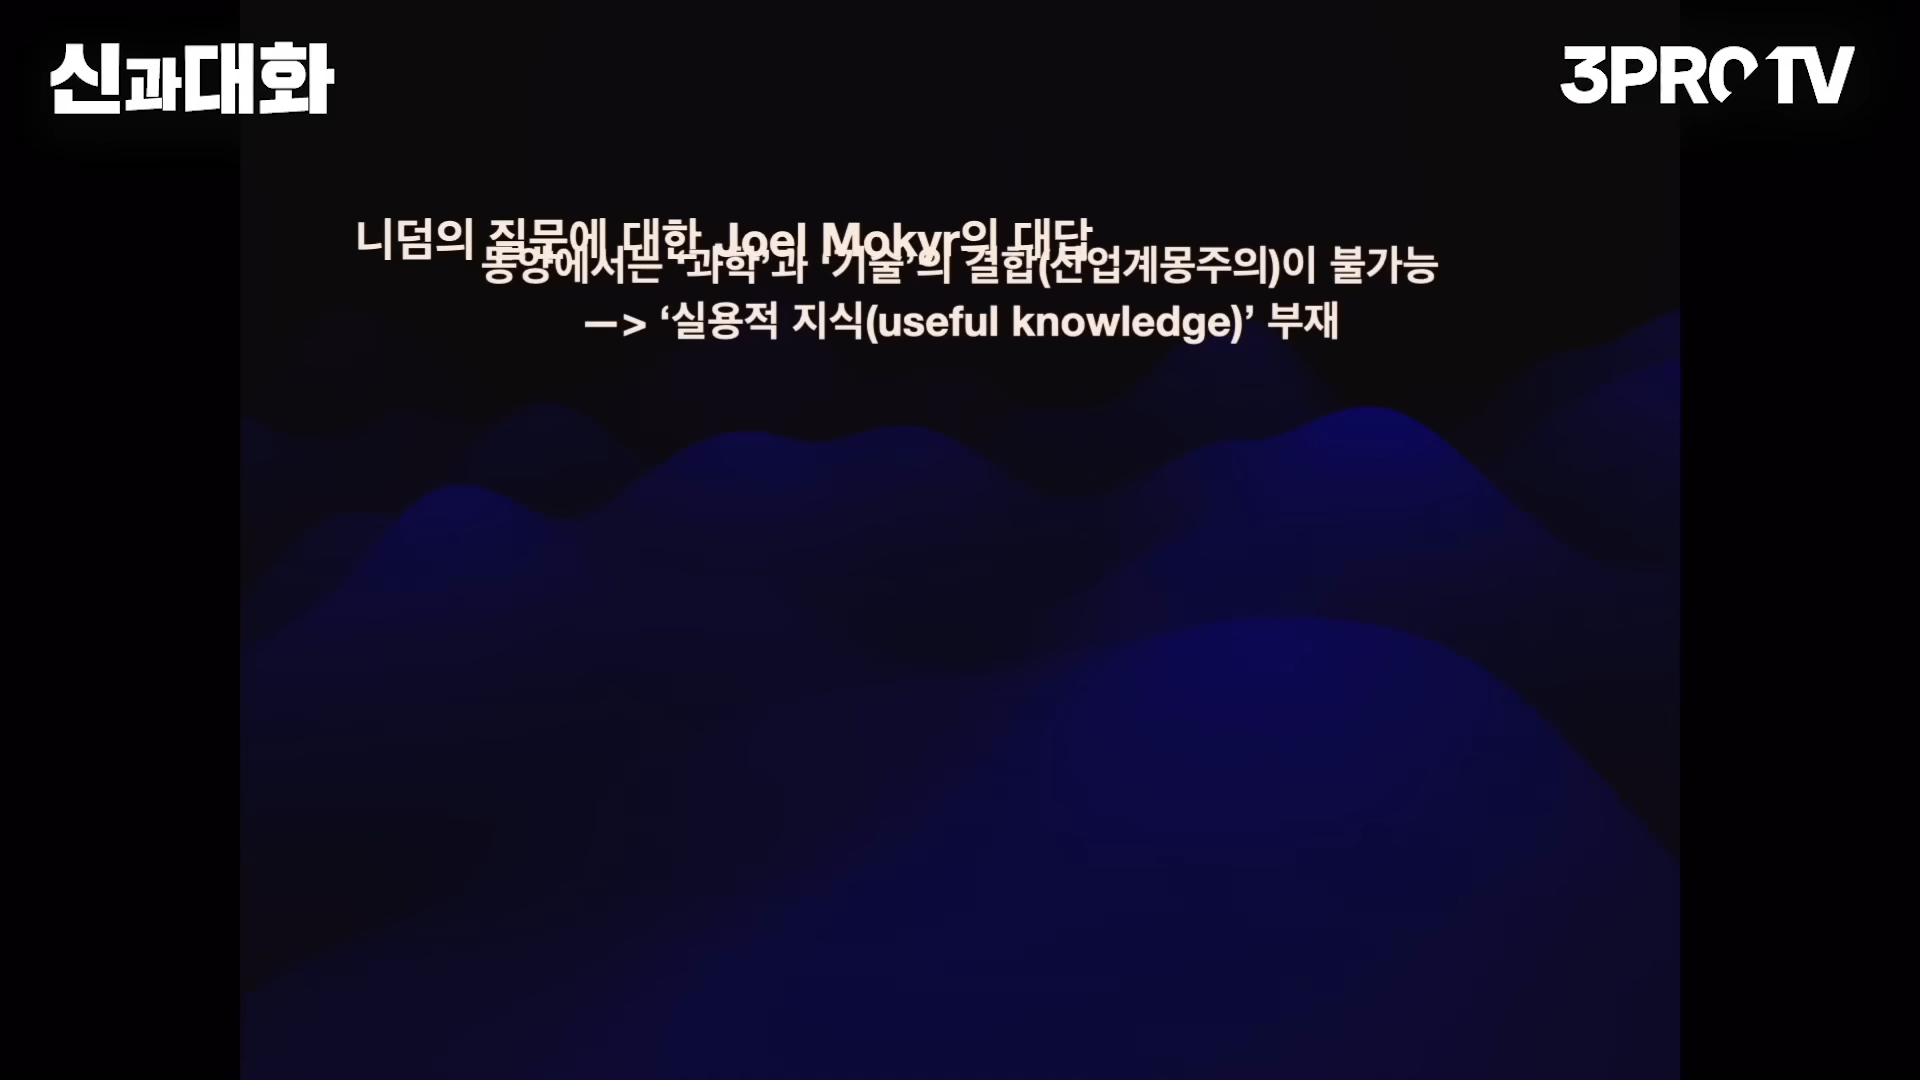 신과대화
3PROTV
니덤의 질문에 대한 Joel Mokyr의 대답
동양에서는 ‘과학’과 ‘기술’의 결합(산업계몽주의)이 불가능
—> ‘실용적 지식(useful knowledge)’ 부재